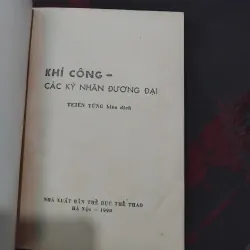 KHÍ CÔNG –
CÁC KỲ NHÂN ĐƯƠNG ĐẠI
THIÊN TÙNG biên dịch
NHÀ XUẤT BẢN THỂ DỤC THỂ THAO
HÀ NỘI – 1990